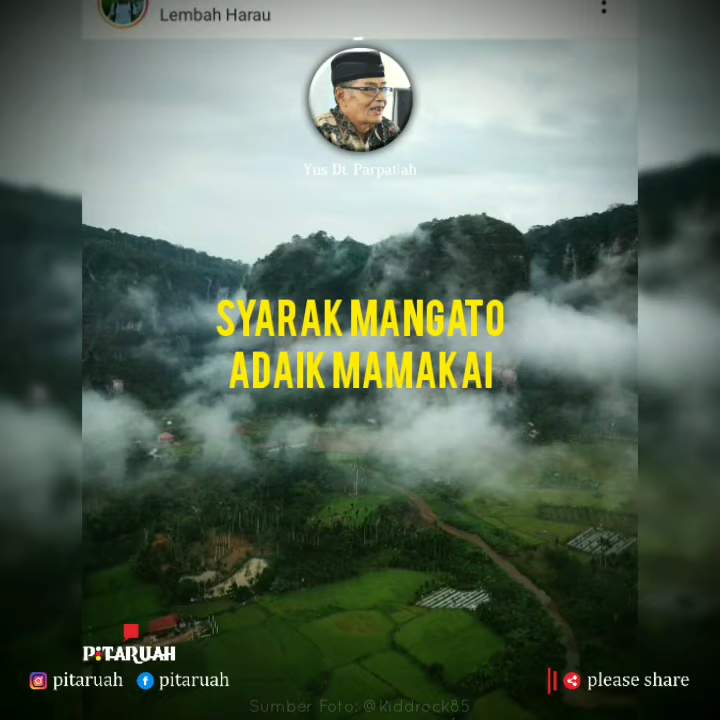 Lembah Harau
Yus Dt. Parpatiah
SYARAK MANGATO
ADAIK MAMAKAI
PITARUAH
pitaruah pitaruah
please share
Sumber Foto: @Kiddrock85